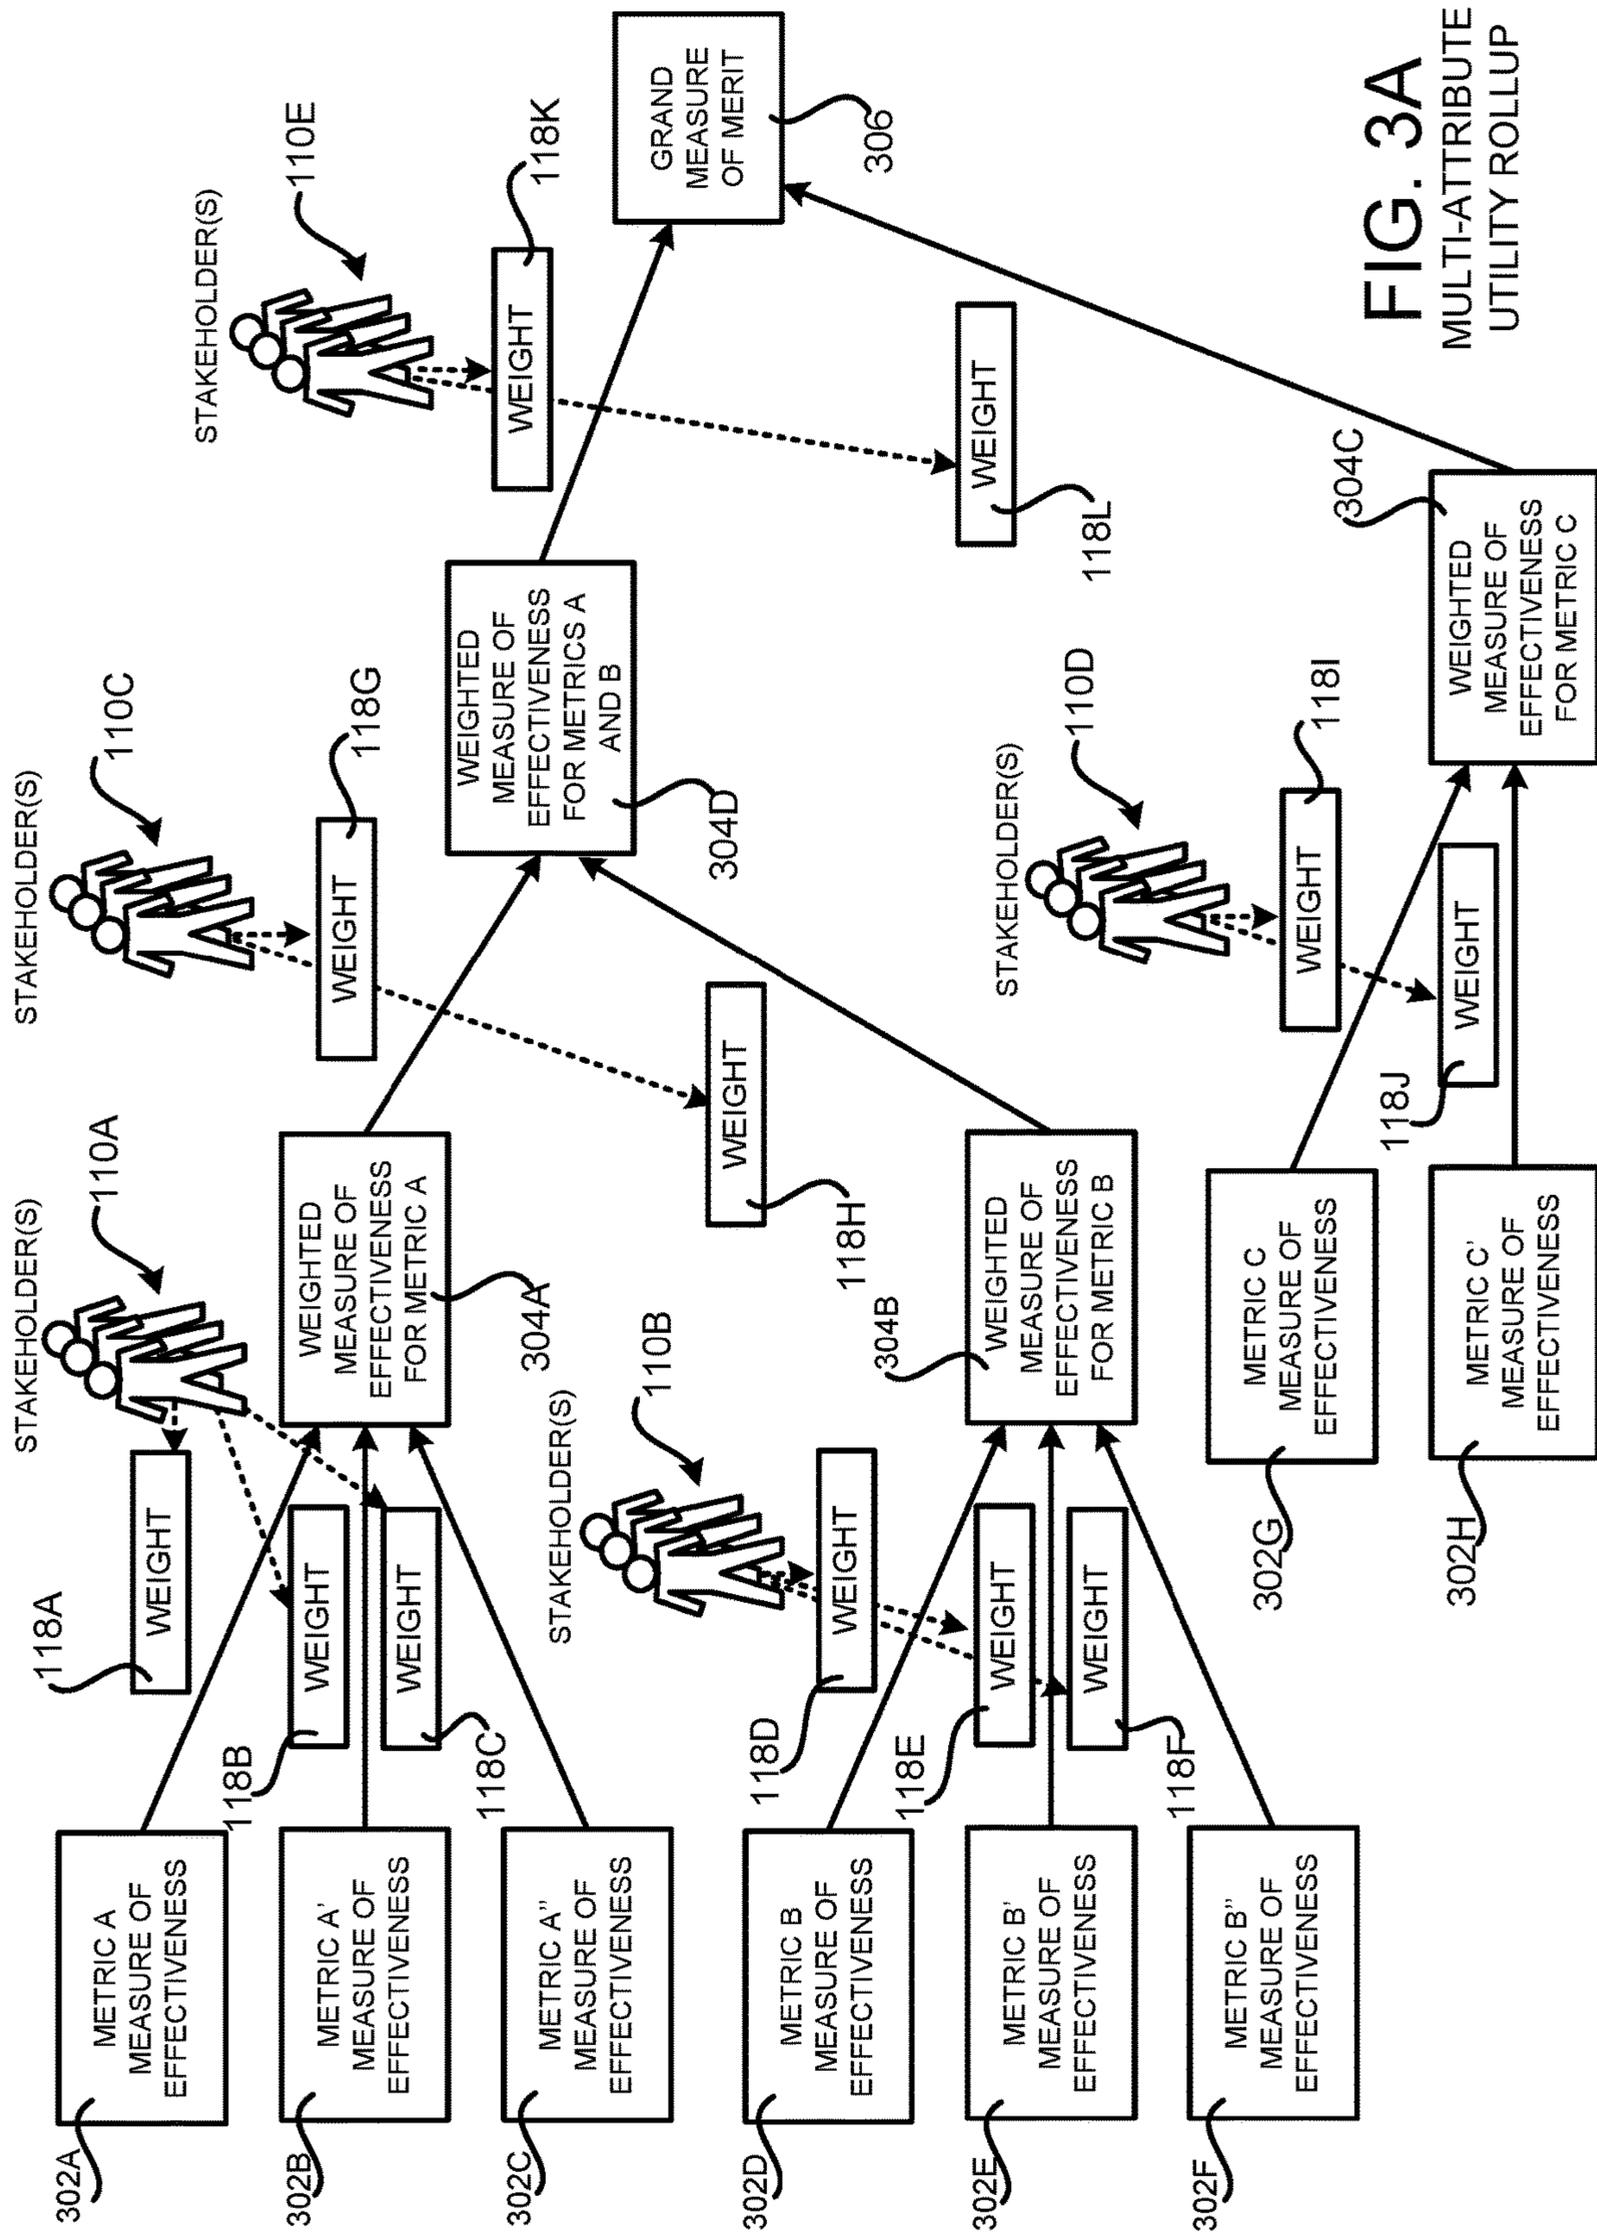 STAKEHOLDER(S)
110A
118A
WEIGHT
118B
WEIGHT
118C
WEIGHT
302A
METRIC A
MEASURE OF
EFFECTIVENESS
302B
METRIC A'
MEASURE OF
EFFECTIVENESS
302C
METRIC A''
MEASURE OF
EFFECTIVENESS
WEIGHTED
MEASURE OF
EFFECTIVENESS
FOR METRIC A
304A
STAKEHOLDER(S)
110B
118D
WEIGHT
118E
WEIGHT
118F
WEIGHT
302D
METRIC B
MEASURE OF
EFFECTIVENESS
302E
METRIC B'
MEASURE OF
EFFECTIVENESS
302F
METRIC B''
MEASURE OF
EFFECTIVENESS
304B
WEIGHTED
MEASURE OF
EFFECTIVENESS
FOR METRIC B
STAKEHOLDER(S)
110C
118G
WEIGHT
WEIGHT
118H
WEIGHTED
MEASURE OF
EFFECTIVENESS
FOR METRICS A
AND B
304D
302G
METRIC C
MEASURE OF
EFFECTIVENESS
302H
METRIC C'
MEASURE OF
EFFECTIVENESS
STAKEHOLDER(S)
110D
118I
WEIGHT
118J
WEIGHT
304C
WEIGHTED
MEASURE OF
EFFECTIVENESS
FOR METRIC C
STAKEHOLDER(S)
110E
118K
WEIGHT
WEIGHT
118L
GRAND
MEASURE
OF MERIT
306
FIG. 3A
MULTI-ATTRIBUTE
UTILITY ROLLUP